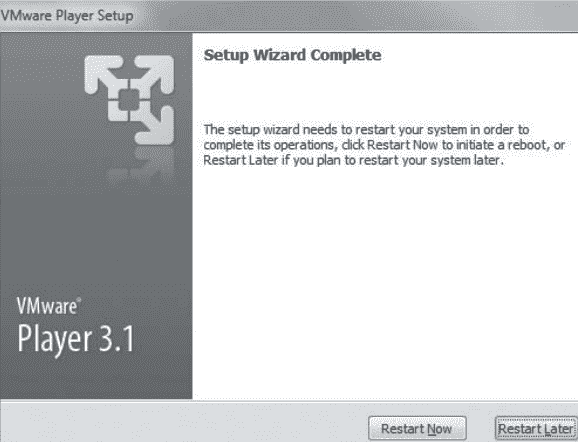 VMware Player Setup
Setup Wizard Complete
The setup wizard needs to restart your system in order to
complete its operations, click Restart Now to initiate a reboot, or
Restart Later if you plan to restart your system later.
VMware®
Player 3.1
Restart Now
Restart Later